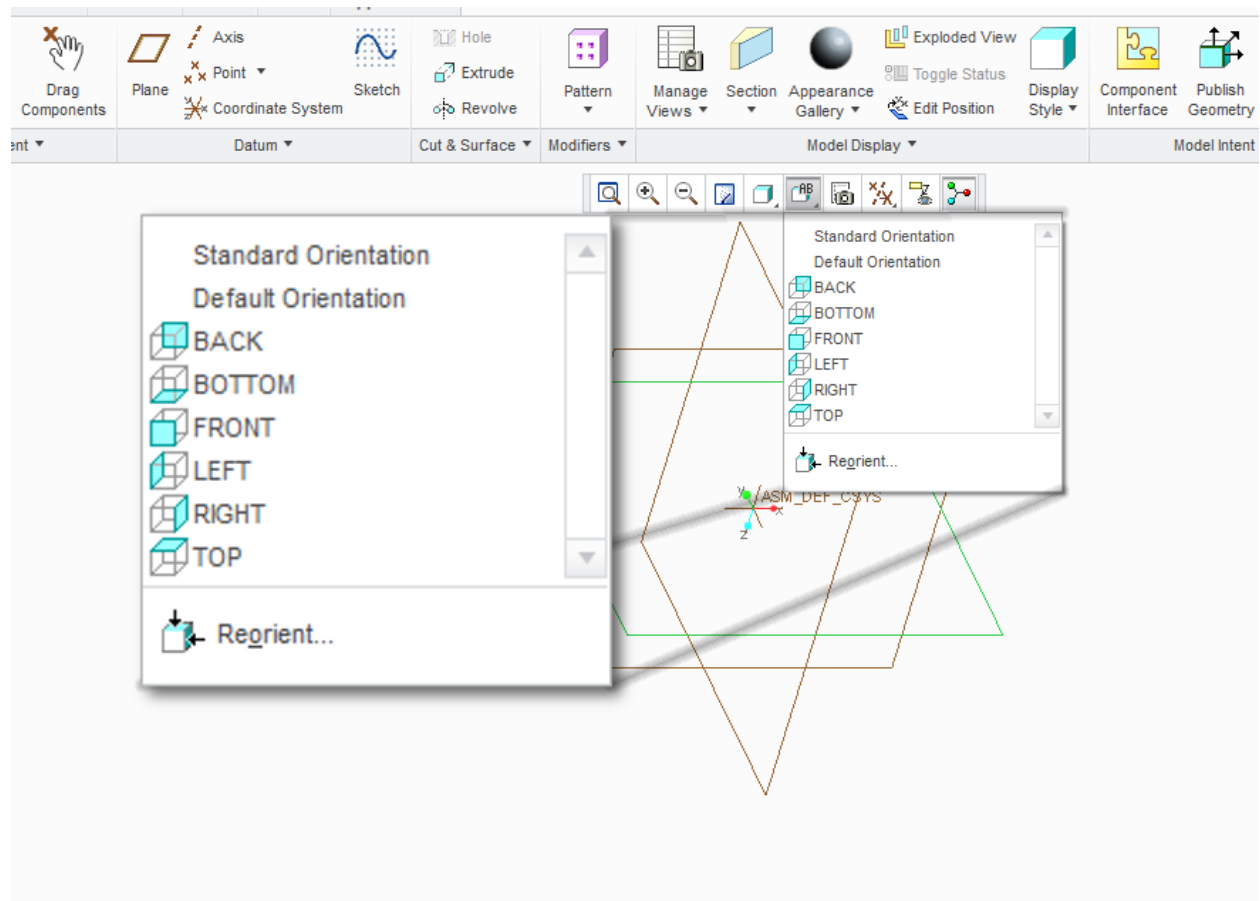 Drag
Components
Plane
Axis
Point
Coordinate System
Sketch
Hole
Extrude
Revolve
Pattern
Manage
Views
Section
Appearance
Gallery
Exploded View
Toggle Status
Edit Position
Display
Style
Component
Interface
Publish
Geometry
ent
Datum
Cut & Surface
Modifiers
Model Display
Model Intent
AB
Standard Orientation
Default Orientation
BACK
BOTTOM
FRONT
LEFT
RIGHT
TOP
Reorient...
Standard Orientation
Default Orientation
BACK
BOTTOM
FRONT
LEFT
RIGHT
TOP
Reorient...
Y
ASM_DEF_CSYS
X
Z